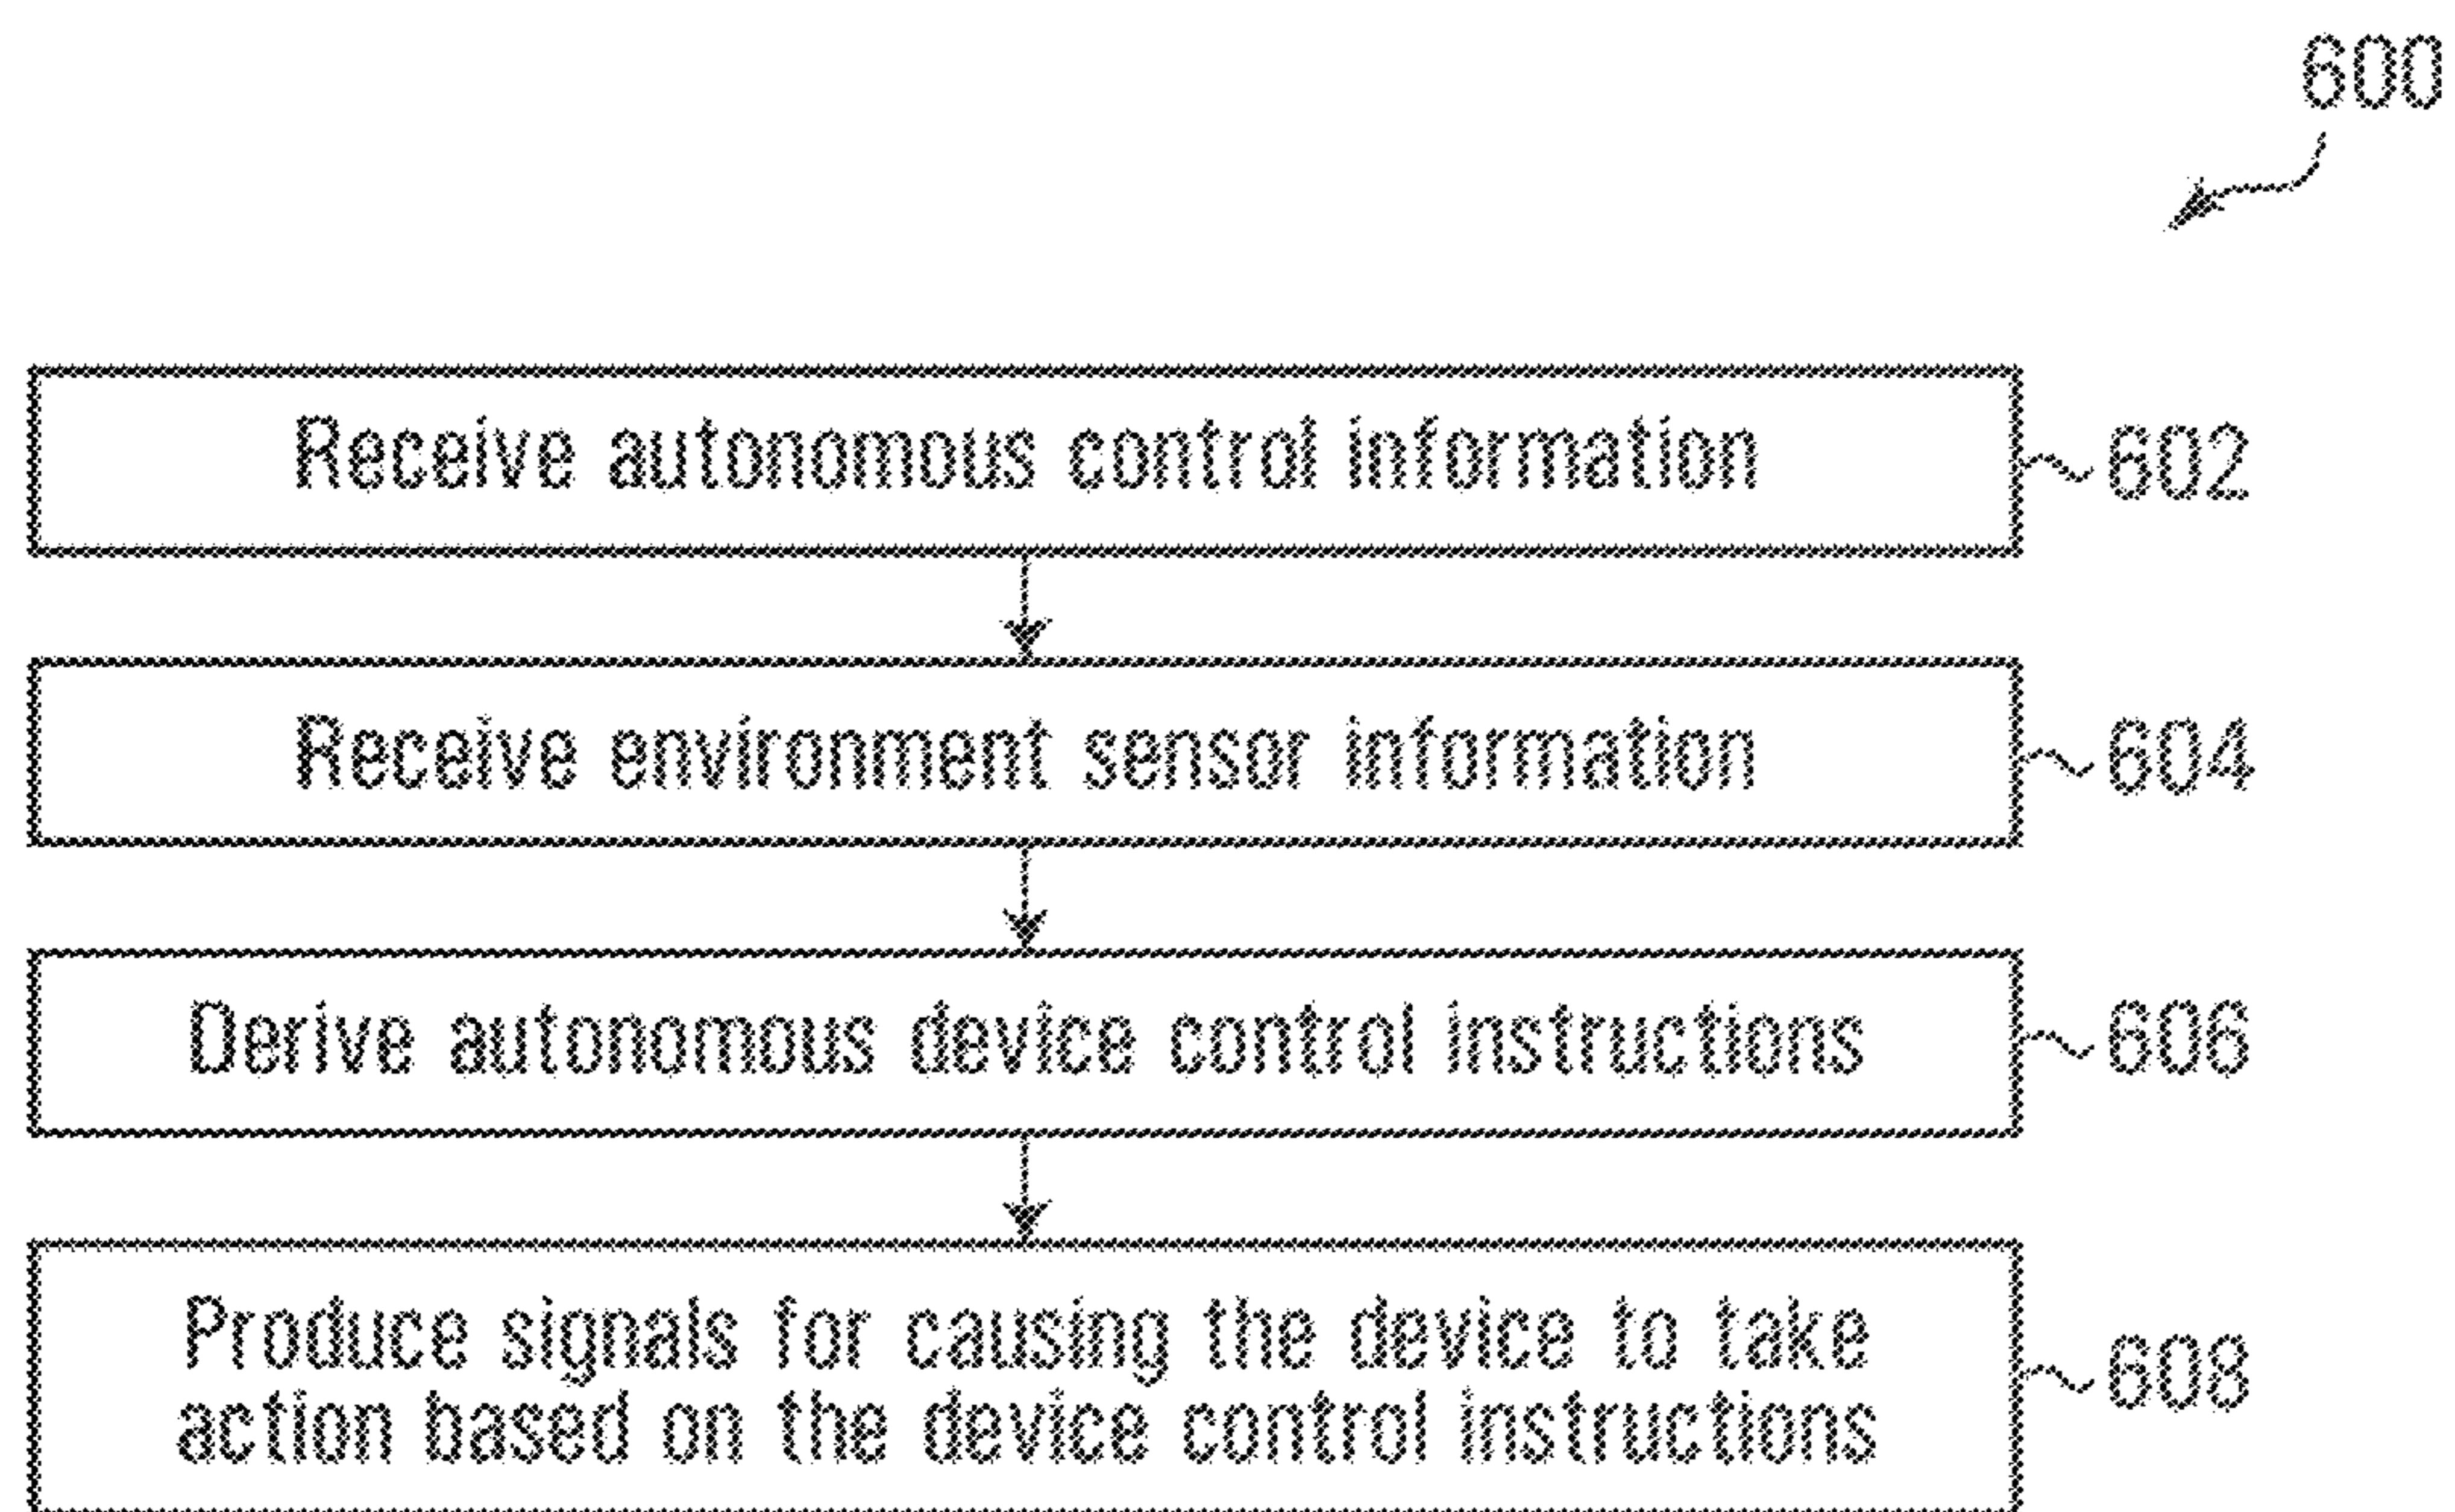 600
Receive autonomous control information
602
Receive environment sensor information
604
Derive autonomous device control instructions
606
Produce signals for causing the device to take
action based on the device control instructions
608